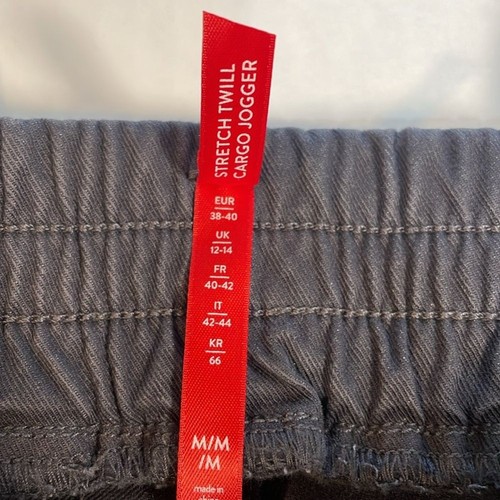 STRETCH TWILL
CARGO JOGGER
EUR
38-40
UK
12-14
FR
40-42
IT
42-44
KR
66
M/M
/M
made in